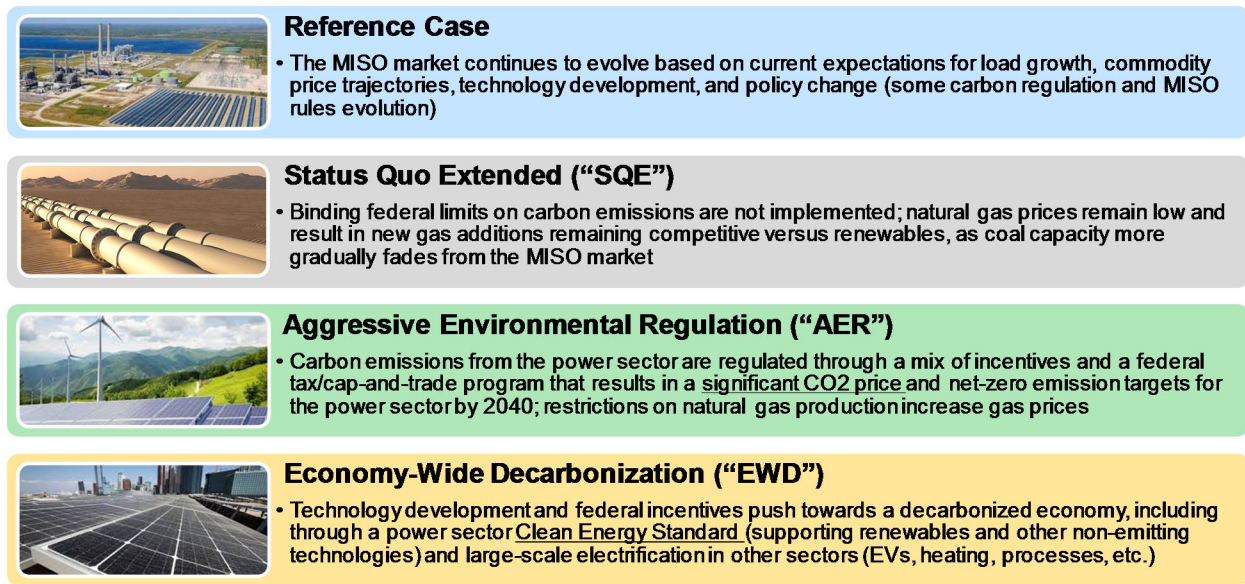 Reference Case
• The MISO market continues to evolve based on current expectations for load growth, commodity
price trajectories, technology development, and policy change (some carbon regulation and MISO
rules evolution)
Status Quo Extended (“SQE”)
• Binding federal limits on carbon emissions are not implemented; natural gas prices remain low and
result in new gas additions remaining competitive versus renewables, as coal capacity more
gradually fades from the MISO market
Aggressive Environmental Regulation (“AER”)
• Carbon emissions from the power sector are regulated through a mix of incentives and a federal
tax/cap-and-trade program that results in a significant CO2 price and net-zero emission targets for
the power sector by 2040; restrictions on natural gas production increase gas prices
Economy-Wide Decarbonization (“EWD”)
• Technology development and federal incentives push towards a decarbonized economy, including
through a power sector Clean Energy Standard (supporting renewables and other non-emitting
technologies) and large-scale electrification in other sectors (EVs, heating, processes, etc.)